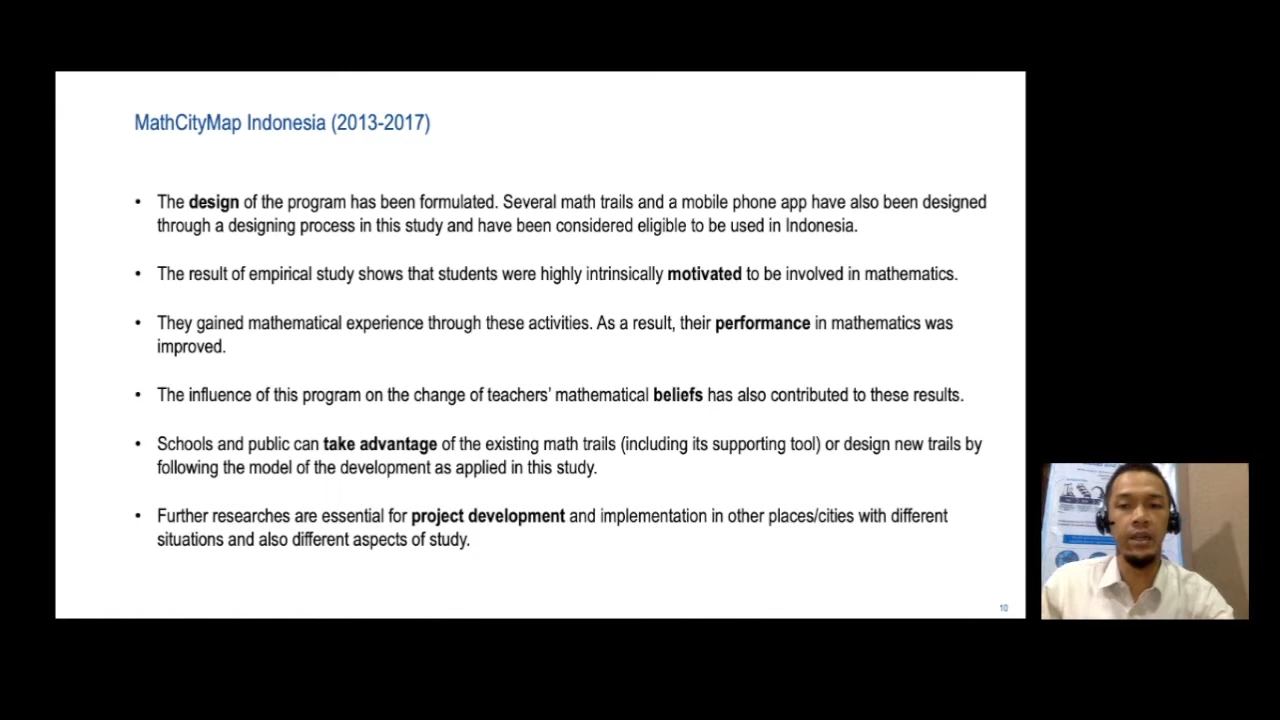 MathCityMap Indonesia (2013-2017)
• The design of the program has been formulated. Several math trails and a mobile phone app have also been designed
through a designing process in this study and have been considered eligible to be used in Indonesia.
• The result of empirical study shows that students were highly intrinsically motivated to be involved in mathematics.
• They gained mathematical experience through these activities. As a result, their performance in mathematics was
improved.
• The influence of this program on the change of teachers' mathematical beliefs has also contributed to these results.
• Schools and public can take advantage of the existing math trails (including its supporting tool) or design new trails by
following the model of the development as applied in this study.
• Further researches are essential for project development and implementation in other places/cities with different
situations and also different aspects of study.
10